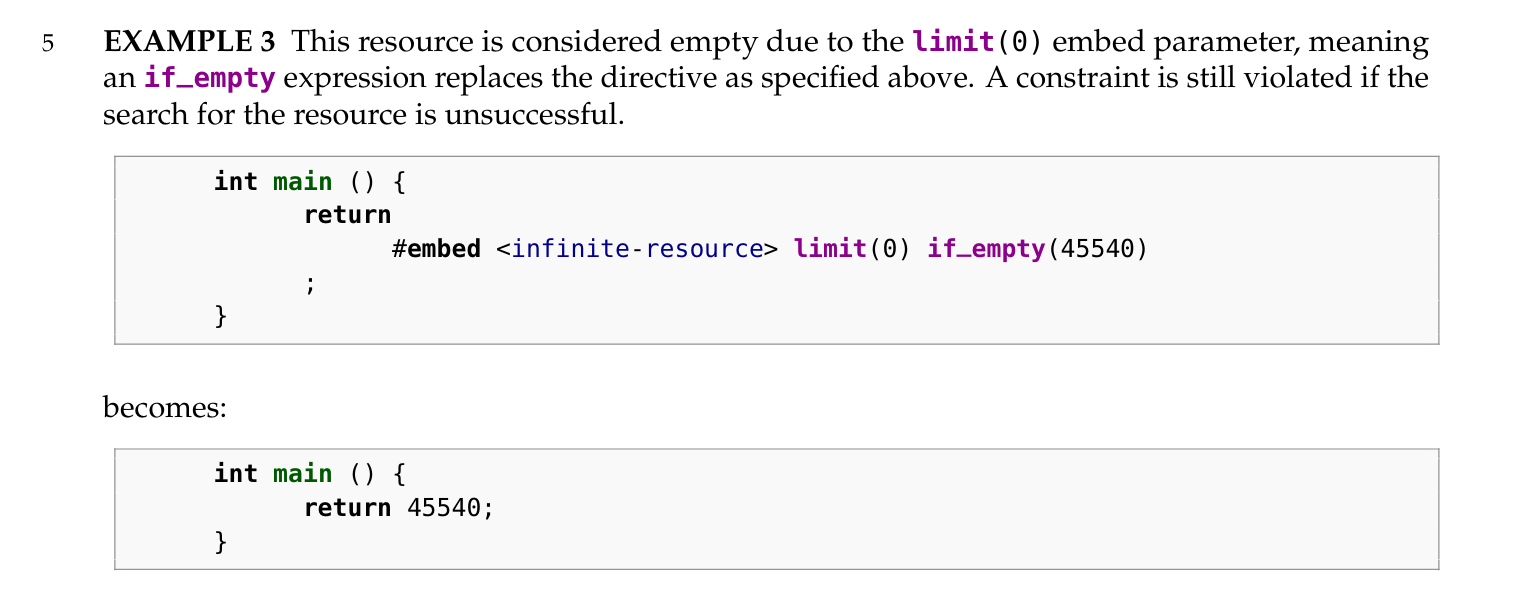 5 EXAMPLE 3 This resource is considered empty due to the limit(0) embed parameter, meaning
an if_empty expression replaces the directive as specified above. A constraint is still violated if the
search for the resource is unsuccessful.
int main () {
return
#embed <infinite-resource> limit(0) if_empty(45540)
;
}
becomes:
int main () {
return 45540;
}